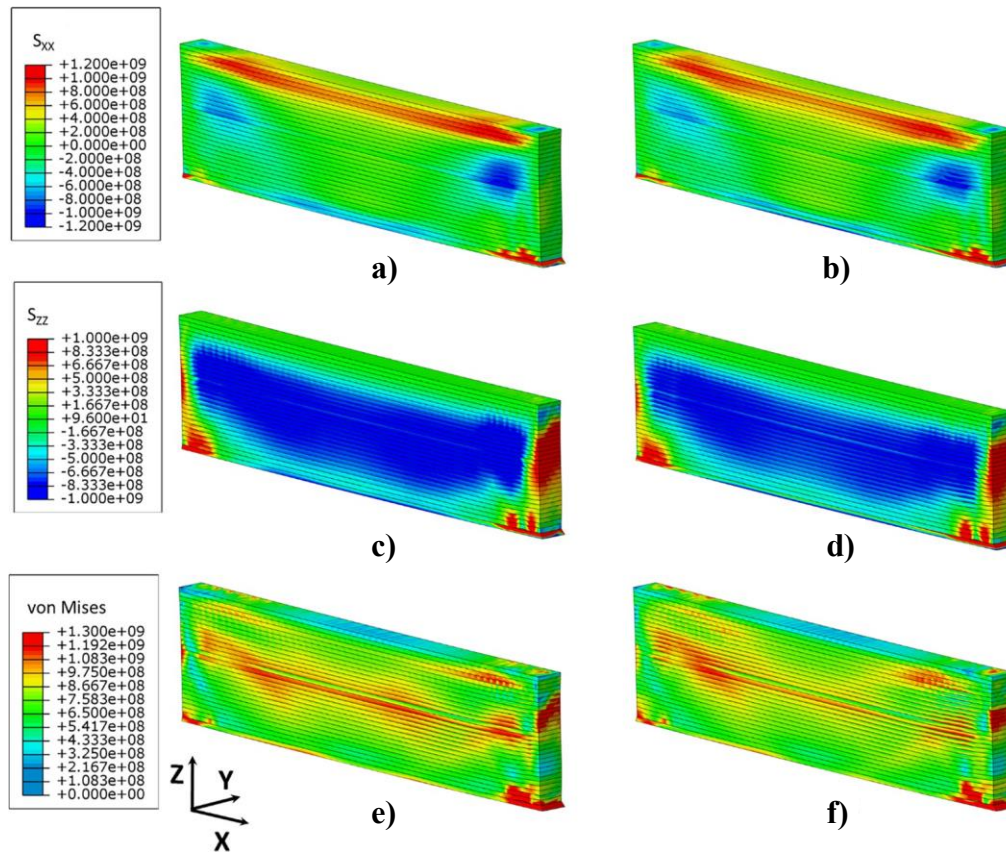 S_XX
+1.200e+09
+1.000e+09
+8.000e+08
+6.000e+08
+4.000e+08
+2.000e+08
+0.000e+00
-2.000e+08
-4.000e+08
-6.000e+08
-8.000e+08
-1.000e+09
-1.200e+09
a)
b)
S_ZZ
+1.000e+09
+8.333e+08
+6.667e+08
+5.000e+08
+3.333e+08
+1.667e+08
+9.600e+01
-1.667e+08
-3.333e+08
-5.000e+08
-6.667e+08
-8.333e+08
-1.000e+09
c)
d)
von Mises
+1.300e+09
+1.192e+09
+1.083e+09
+9.750e+08
+8.667e+08
+7.583e+08
+6.500e+08
+5.417e+08
+4.333e+08
+3.250e+08
+2.167e+08
+1.083e+08
+0.000e+00
Z
Y
X
e)
f)